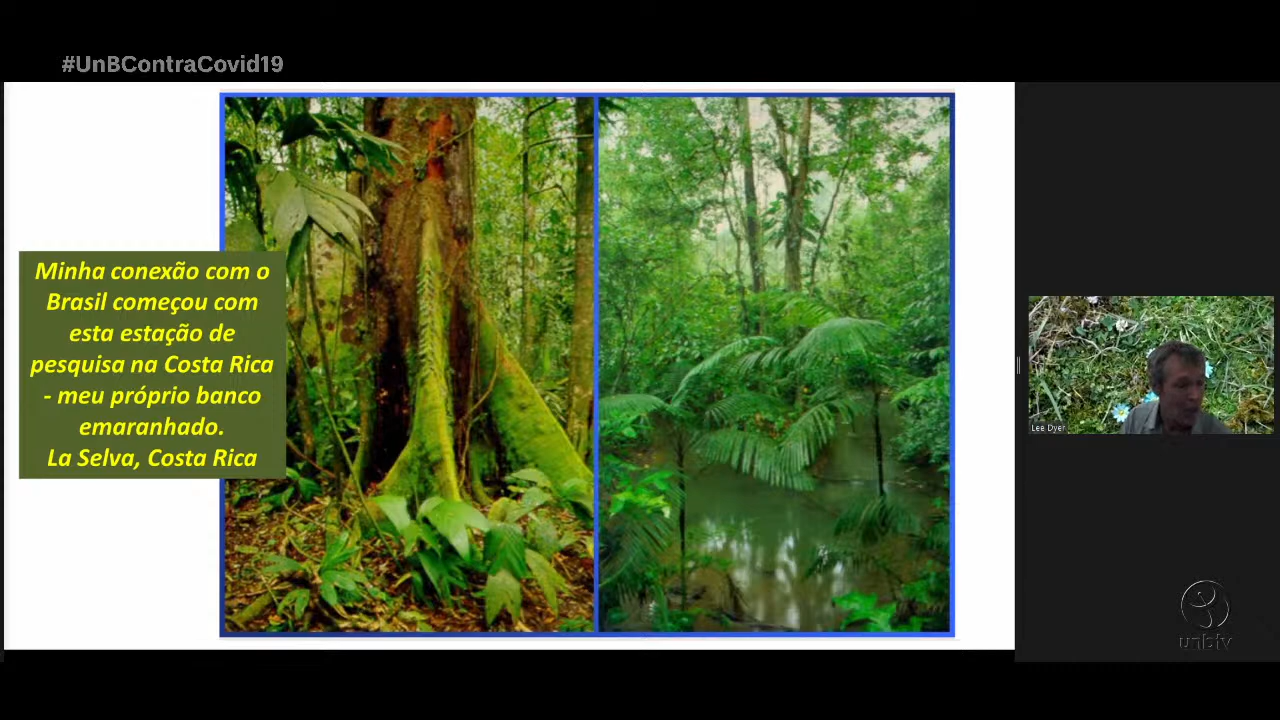 #UnBContraCovid19
Minha conexão com o
Brasil começou com
esta estação de
pesquisa na Costa Rica
- meu próprio banco
emaranhado.
La Selva, Costa Rica
Lee Dyer
unbtv